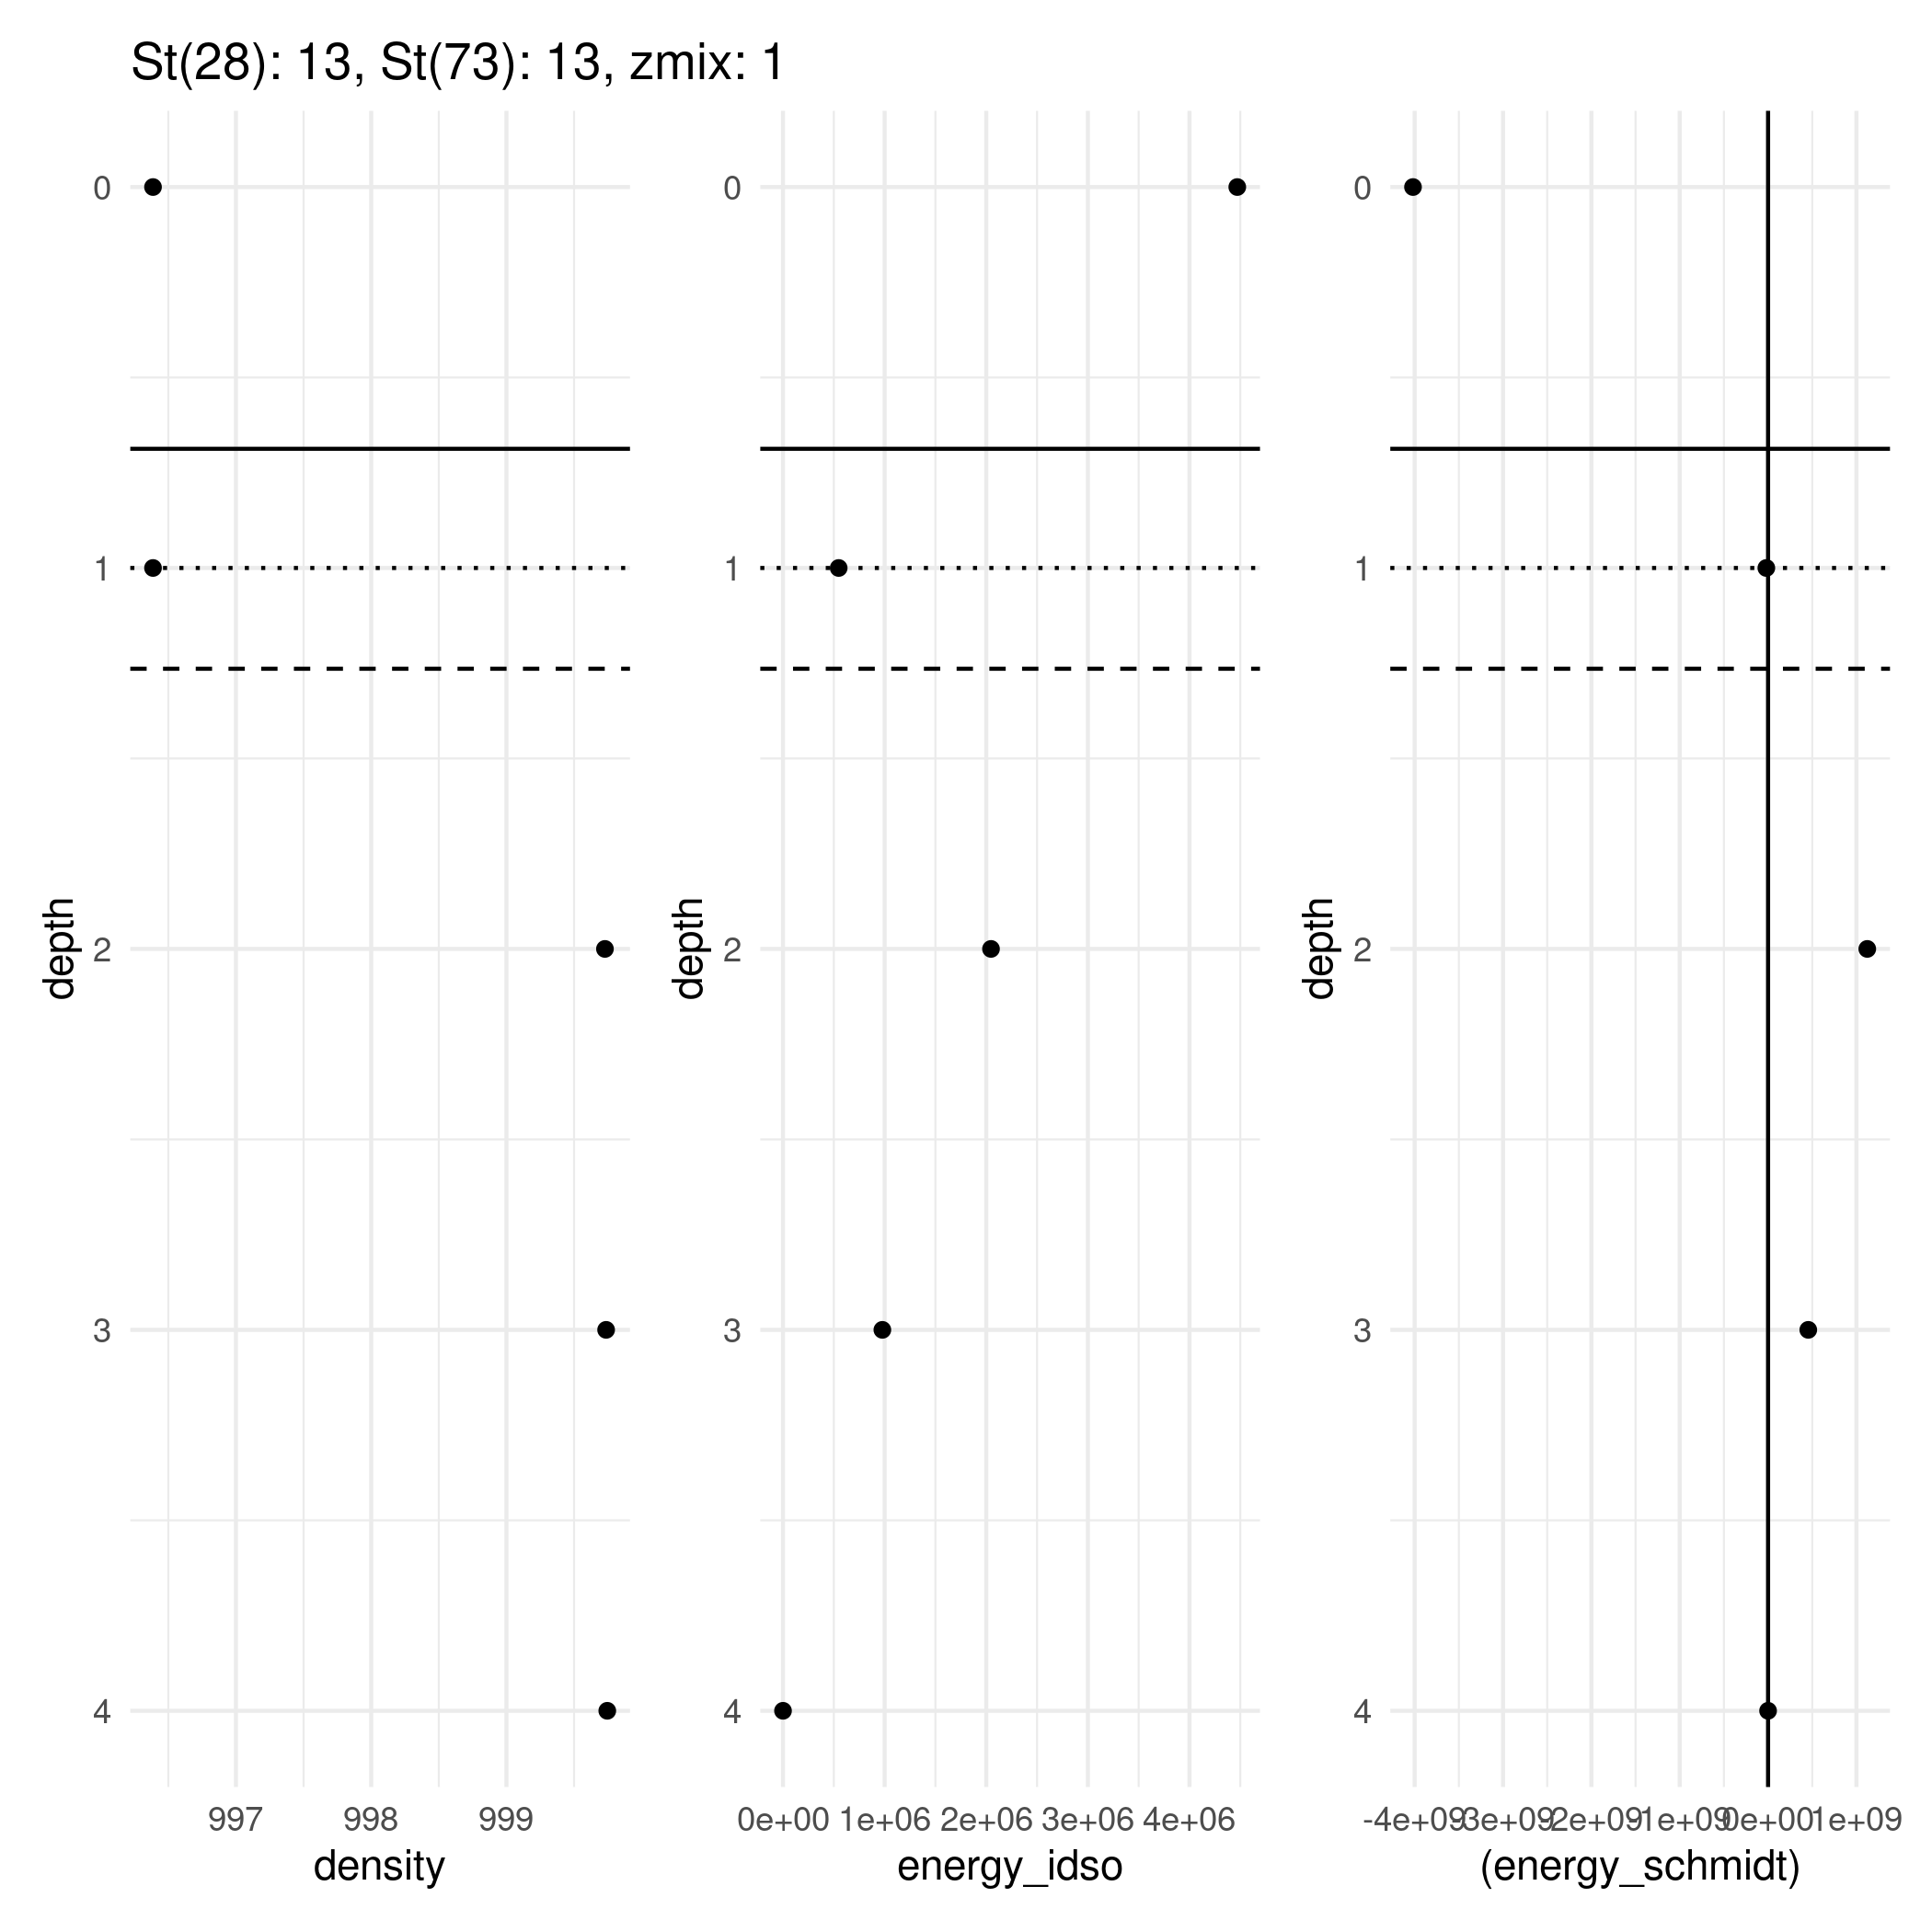 St(28): 13, St(73): 13, zmix: 1
depth
0
1
2
3
4
997 998 999
density
depth
0
1
2
3
4
0e+00 1e+06 2e+06 3e+06 4e+06
energy_idso
depth
0
1
2
3
4
-4e+09 -3e+09 -2e+09 -1e+09 0e+00 1e+09
(energy_schmidt)